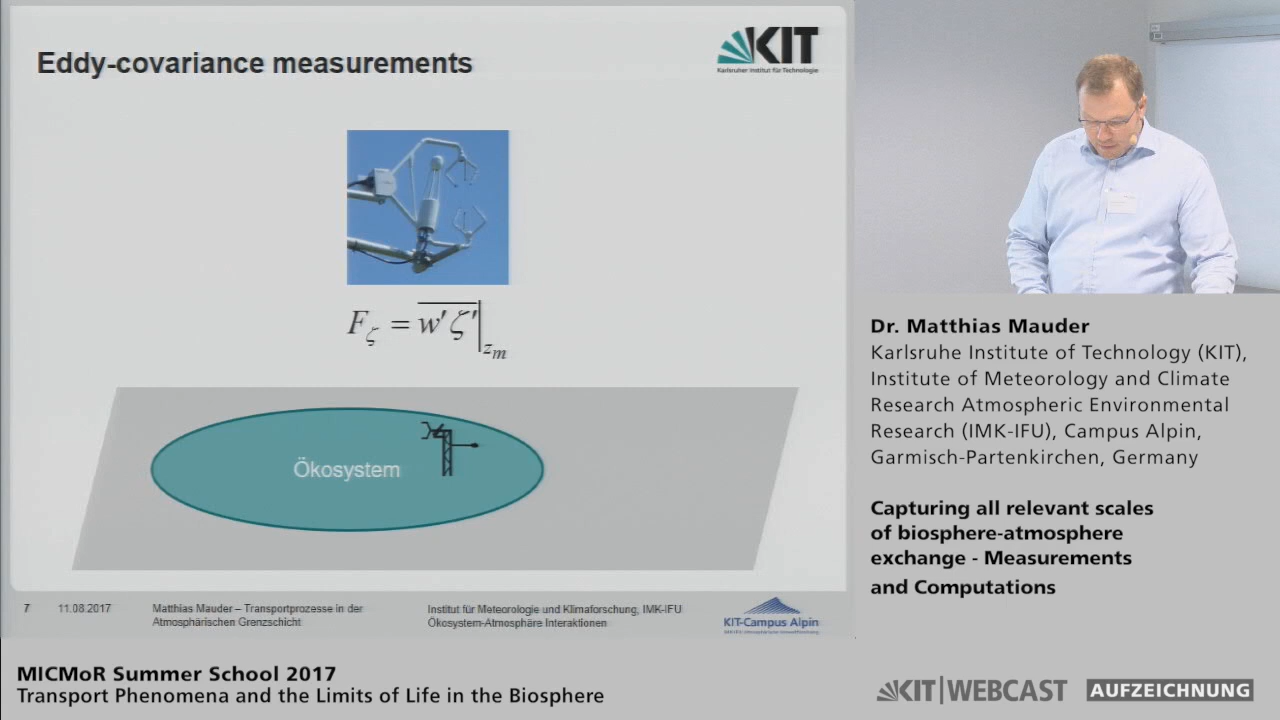 Eddy-covariance measurements
KIT
Karlsruher Institut für Technologie
F_ζ = \overline{w'ζ'}|_{z_m}
Ökosystem
7 11.08.2017 Matthias Mauder – Transportprozesse in der Atmosphärischen Grenzschicht
Institut für Meteorologie und Klimaforschung, IMK-IFU
Ökosystem-Atmosphäre Interaktionen
KIT-Campus Alpin
Dr. Matthias Mauder
Karlsruhe Institute of Technology (KIT),
Institute of Meteorology and Climate
Research Atmospheric Environmental
Research (IMK-IFU), Campus Alpin,
Garmisch-Partenkirchen, Germany
Capturing all relevant scales
of biosphere-atmosphere
exchange - Measurements
and Computations
MICMoR Summer School 2017
Transport Phenomena and the Limits of Life in the Biosphere
KIT|WEBCAST AUFZEICHNUNG